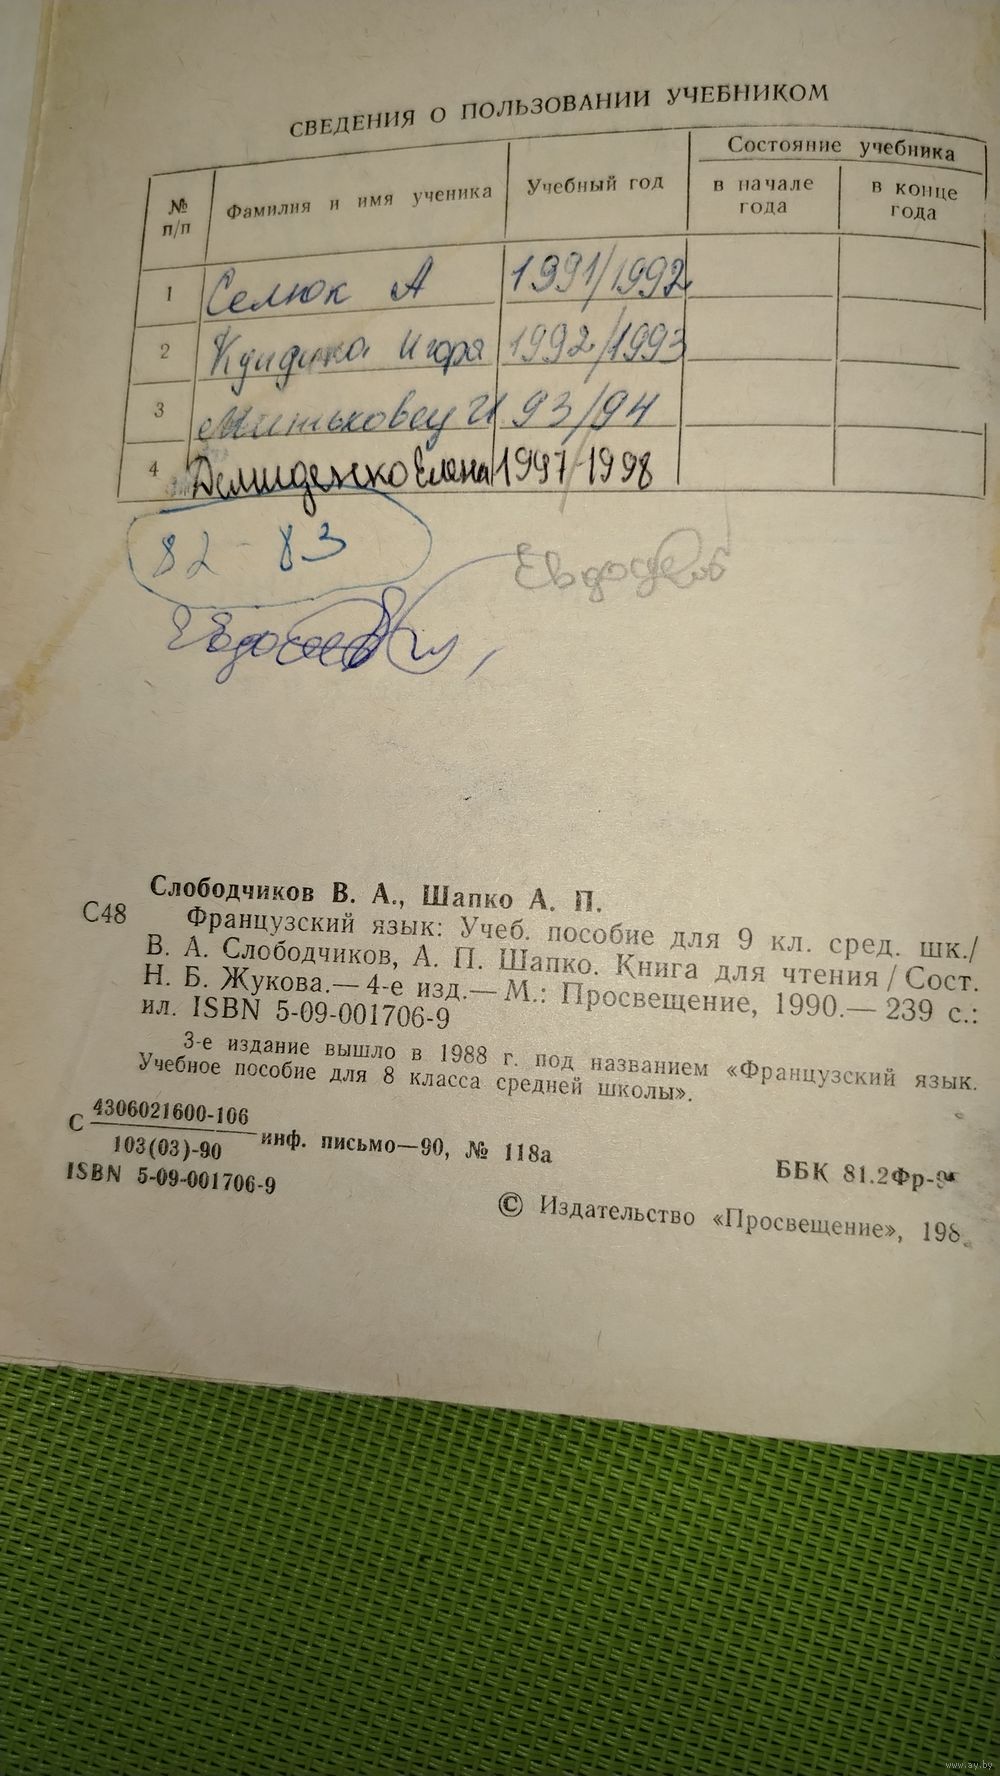 СВЕДЕНИЯ О ПОЛЬЗОВАНИИ УЧЕБНИКОМ
№ п/п Фамилия и имя ученика Учебный год Состояние учебника
в начале года в конце года
1 Селюк А 1991/1992
2 Игоря 1992/1993
3 Миньковец И 93/94
4 Демиденко Елена 1997-1998
82-83
Слободчиков В. А., Шапко А. П.
С48 Французский язык: Учеб. пособие для 9 кл. сред. шк./
В. А. Слободчиков, А. П. Шапко. Книга для чтения / Сост.
Н. Б. Жукова.— 4-е изд.— М.: Просвещение, 1990.— 239 с.:
ил. ISBN 5-09-001706-9
3-е издание вышло в 1988 г. под названием «Французский язык.
Учебное пособие для 8 класса средней школы».
С 4306021600-106
103(03)-90 инф. письмо—90, № 118а
ISBN 5-09-001706-9
ББК 81.2Фр-9
© Издательство «Просвещение», 198
www.ay.by